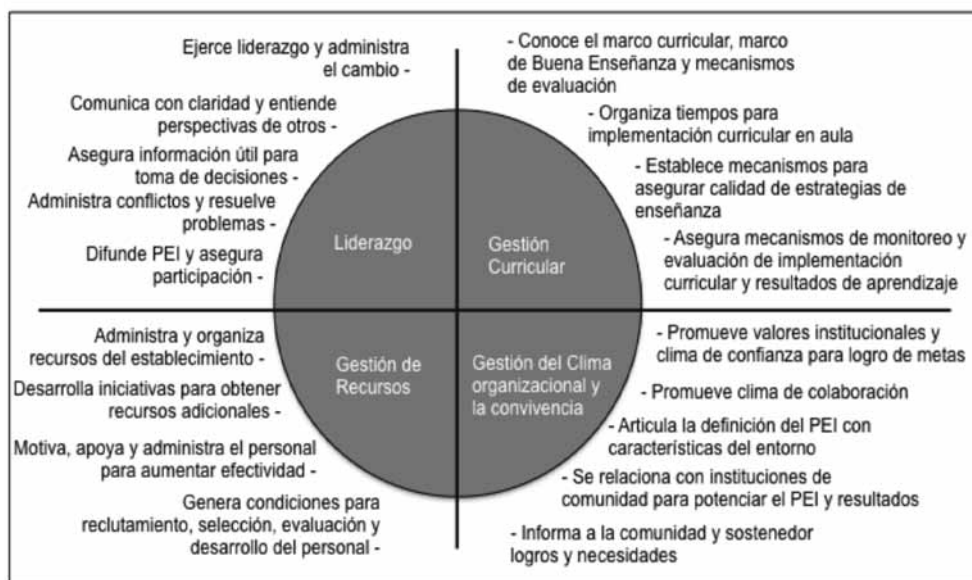 Ejerce liderazgo y administra
el cambio -
Comunica con claridad y entiende
perspectivas de otros -
Asegura información útil para
toma de decisiones -
Administra conflictos y resuelve
problemas -
Difunde PEI y asegura
participación -
Liderazgo
- Conoce el marco curricular, marco
de Buena Enseñanza y mecanismos
de evaluación
- Organiza tiempos para
implementación curricular en aula
- Establece mecanismos para
asegurar calidad de estrategias de
enseñanza
- Asegura mecanismos de monitoreo y
evaluación de implementación
curricular y resultados de aprendizaje
Gestión
Curricular
Administra y organiza
recursos del establecimiento -
Desarrolla iniciativas para obtener
recursos adicionales -
Motiva, apoya y administra el personal
para aumentar efectividad -
Genera condiciones para
reclutamiento, selección, evaluación y
desarrollo del personal -
Gestión de
Recursos
Gestión del Clima
organizacional y
la convivencia
- Promueve valores institucionales y
clima de confianza para logro de metas
- Promueve clima de colaboración
- Articula la definición del PEI con
características del entorno
- Se relaciona con instituciones de
comunidad para potenciar el PEI y resultados
- Informa a la comunidad y sostenedor
logros y necesidades